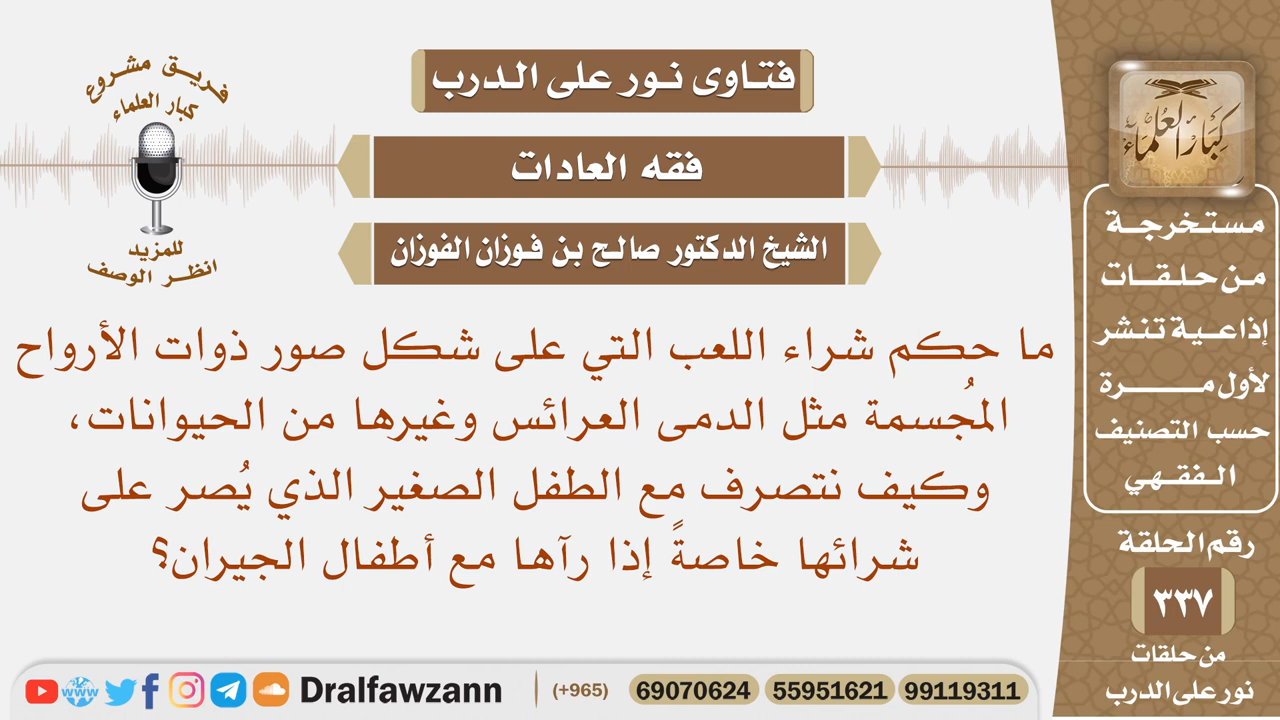 فتاوى نور على الدرب
فقه العادات
الشيخ الدكتور صالح بن فوزان الفوزان
فريق مشروع
كبار العلماء
للمزيد
انظر الوصف
ما حكم شراء اللعب التي على شكل صور ذوات الأرواح
المُجسمة مثل الدمى العرائس وغيرها من الحيوانات،
وكيف نتصرف مع الطفل الصغير الذي يُصر على
شرائها خاصةً إذا رآها مع أطفال الجيران؟
كبار العلماء
مستخرجة
من حلقات
إذاعية تنشر
لأول مرة
حسب التصنيف
الفقهي
رقم الحلقة
٣٣٧
من حلقات
نور على الدرب
www
Dralfawzann
(+965) 69070624 55951621 99119311